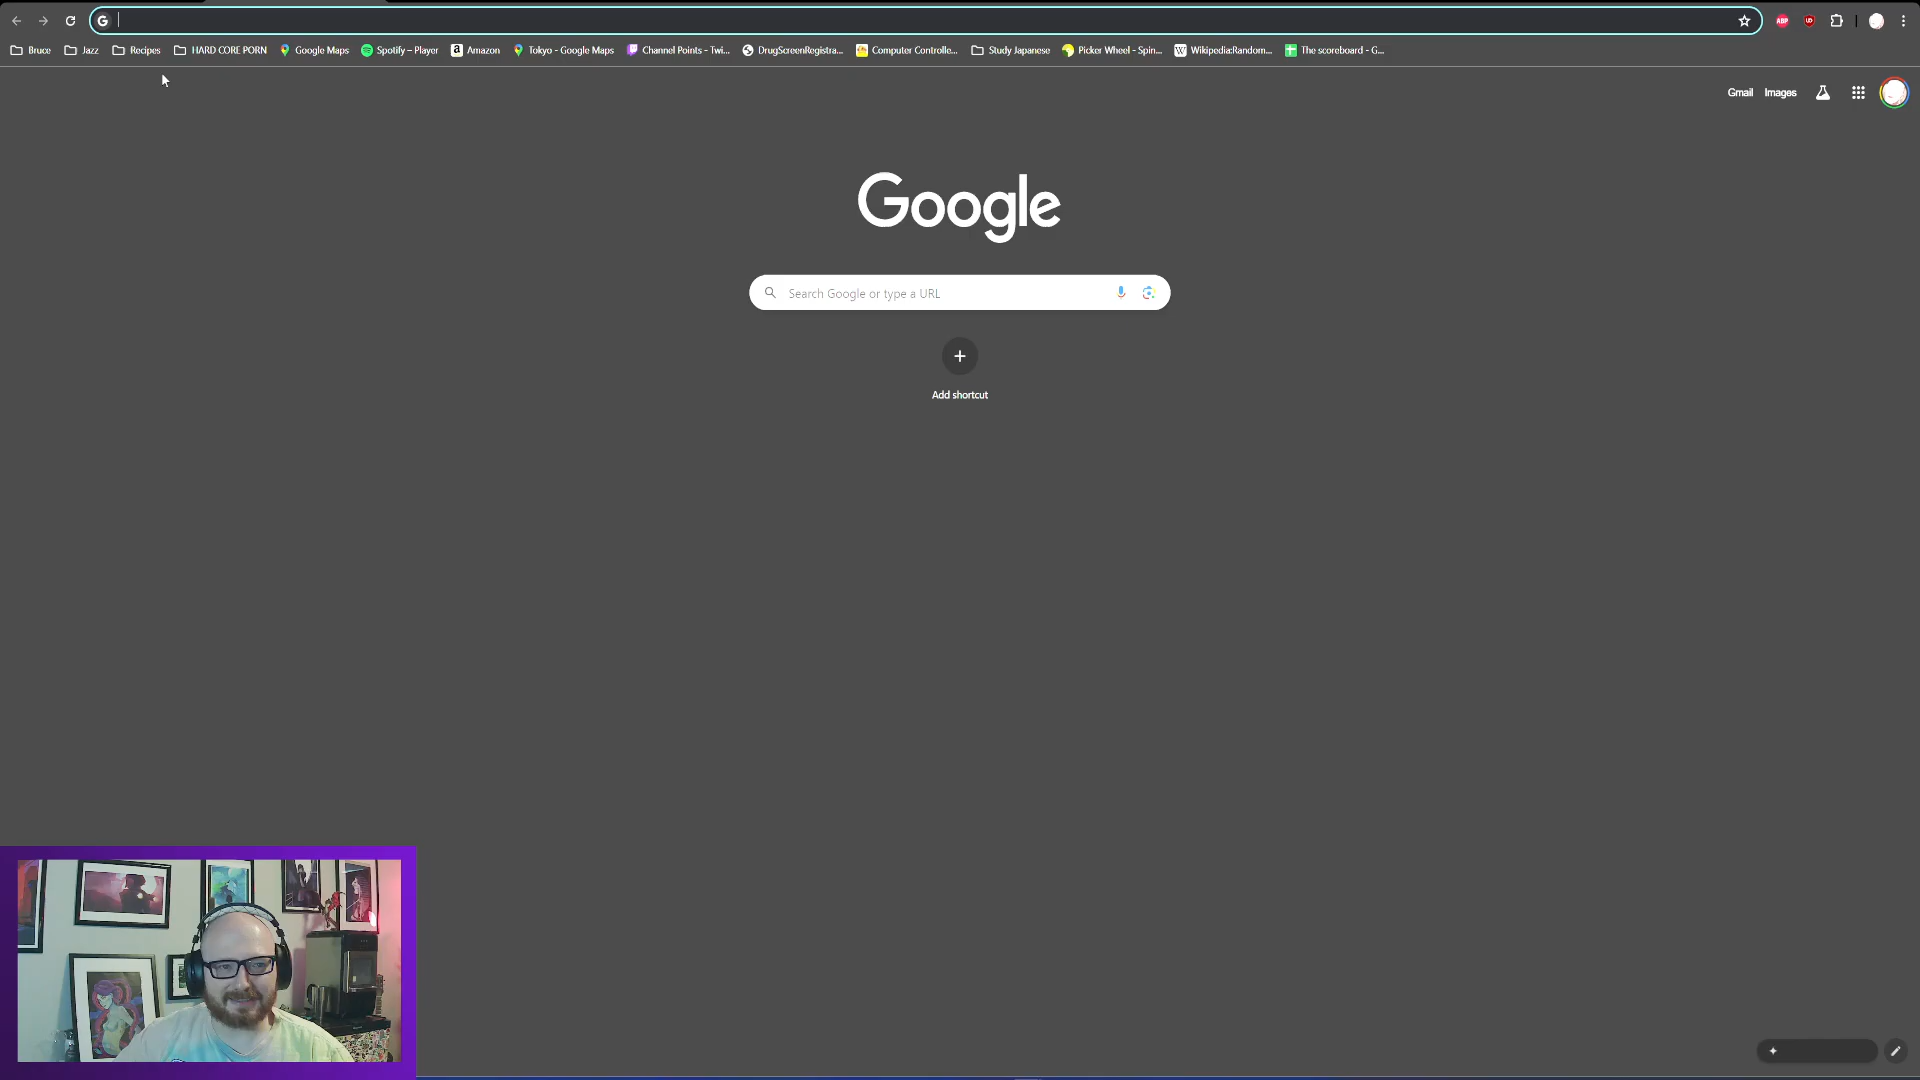 Bruce Jazz Recipes HARD CORE PORN Google Maps Spotify – Player Amazon Tokyo - Google Maps Channel Points - Twi... DrugScreenRegistra... Computer Controlle... Study Japanese Picker Wheel - Spin... Wikipedia:Random... The scoreboard - G...
Gmail Images
Google
Search Google or type a URL
Add shortcut